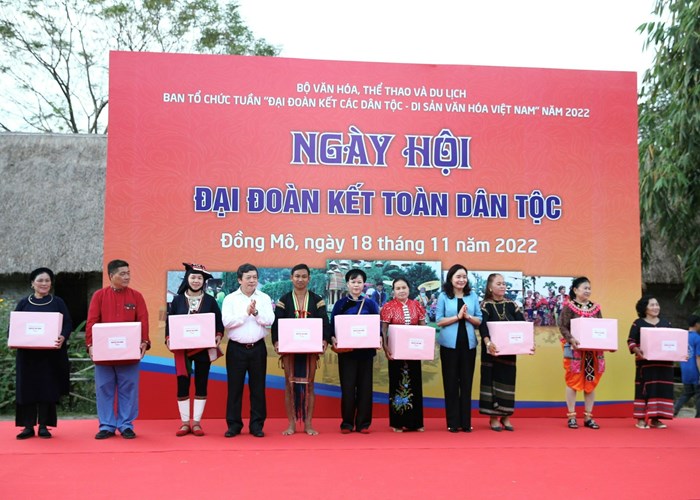 BỘ VĂN HÓA, THỂ THAO VÀ DU LỊCH
BAN TỔ CHỨC TUẦN "ĐẠI ĐOÀN KẾT CÁC DÂN TỘC - DI SẢN VĂN HÓA VIỆT NAM" NĂM 2022
NGÀY HỘI
ĐẠI ĐOÀN KẾT TOÀN DÂN TỘC
Đồng Mô, ngày 18 tháng 11 năm 2022